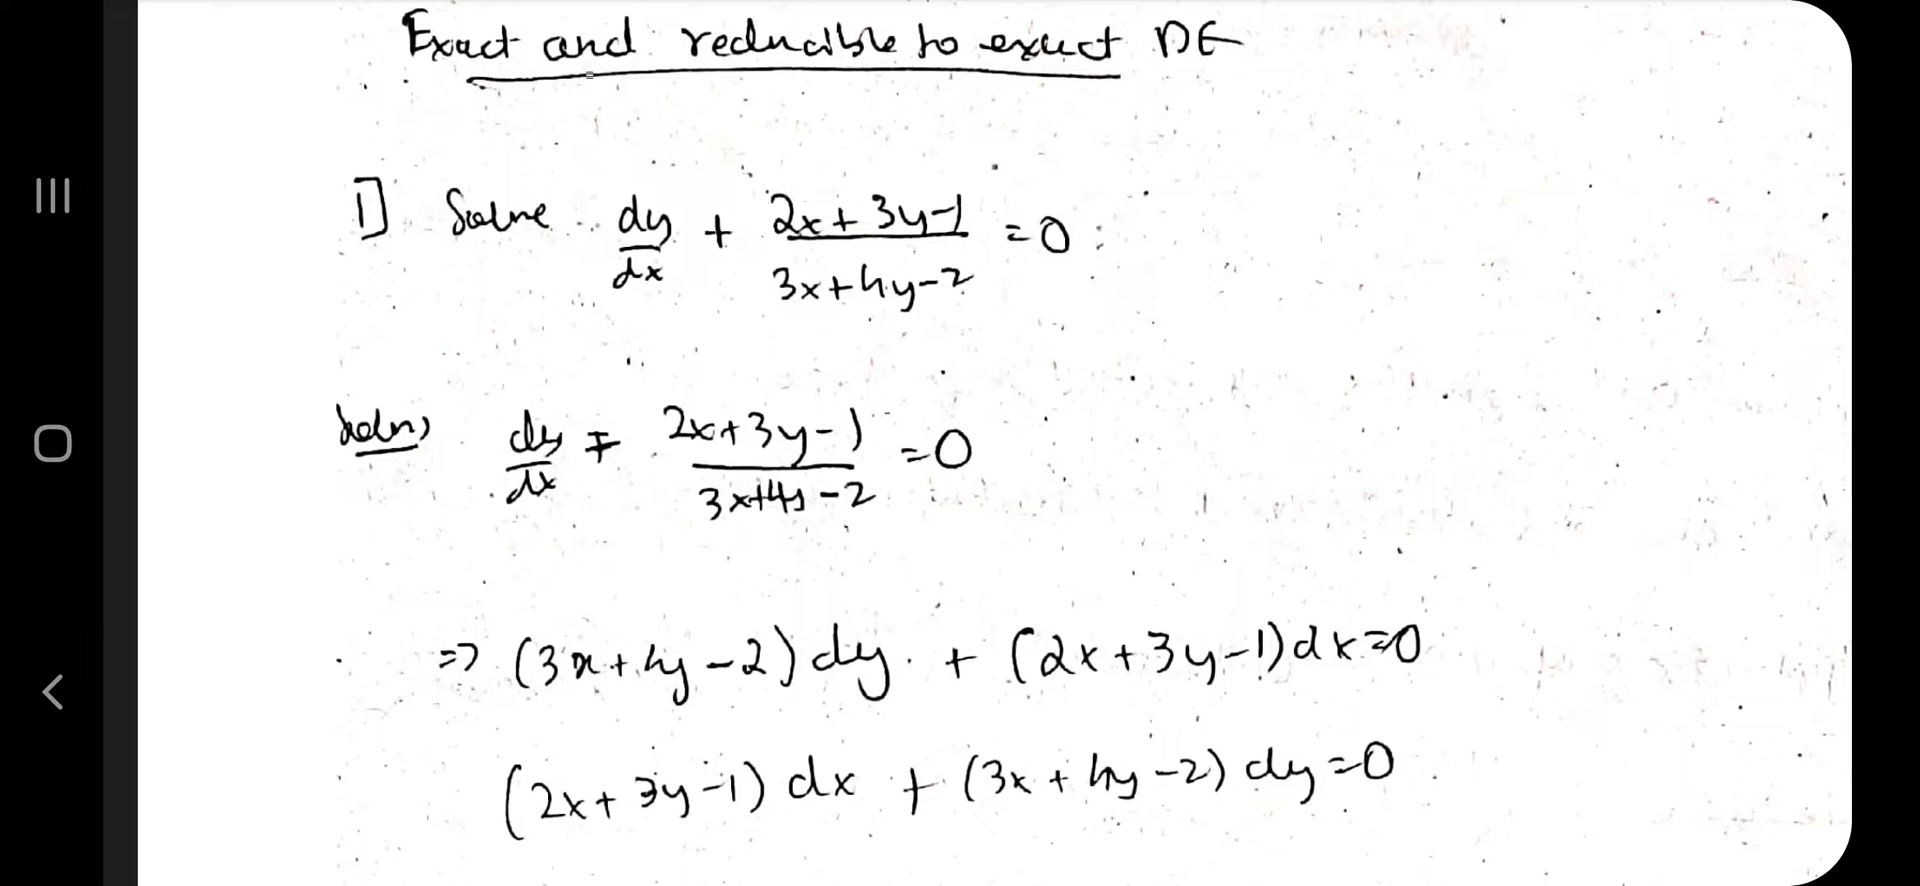 Exact and reducible to exact DE
1] Solve dy/dx + (2x+3y-1)/(3x+4y-2) = 0
Soln) dy/dx + (2x+3y-1)/(3x+4y-2) = 0
=> (3x+4y-2) dy + (2x+3y-1) dx = 0
(2x+3y-1) dx + (3x+4y-2) dy = 0